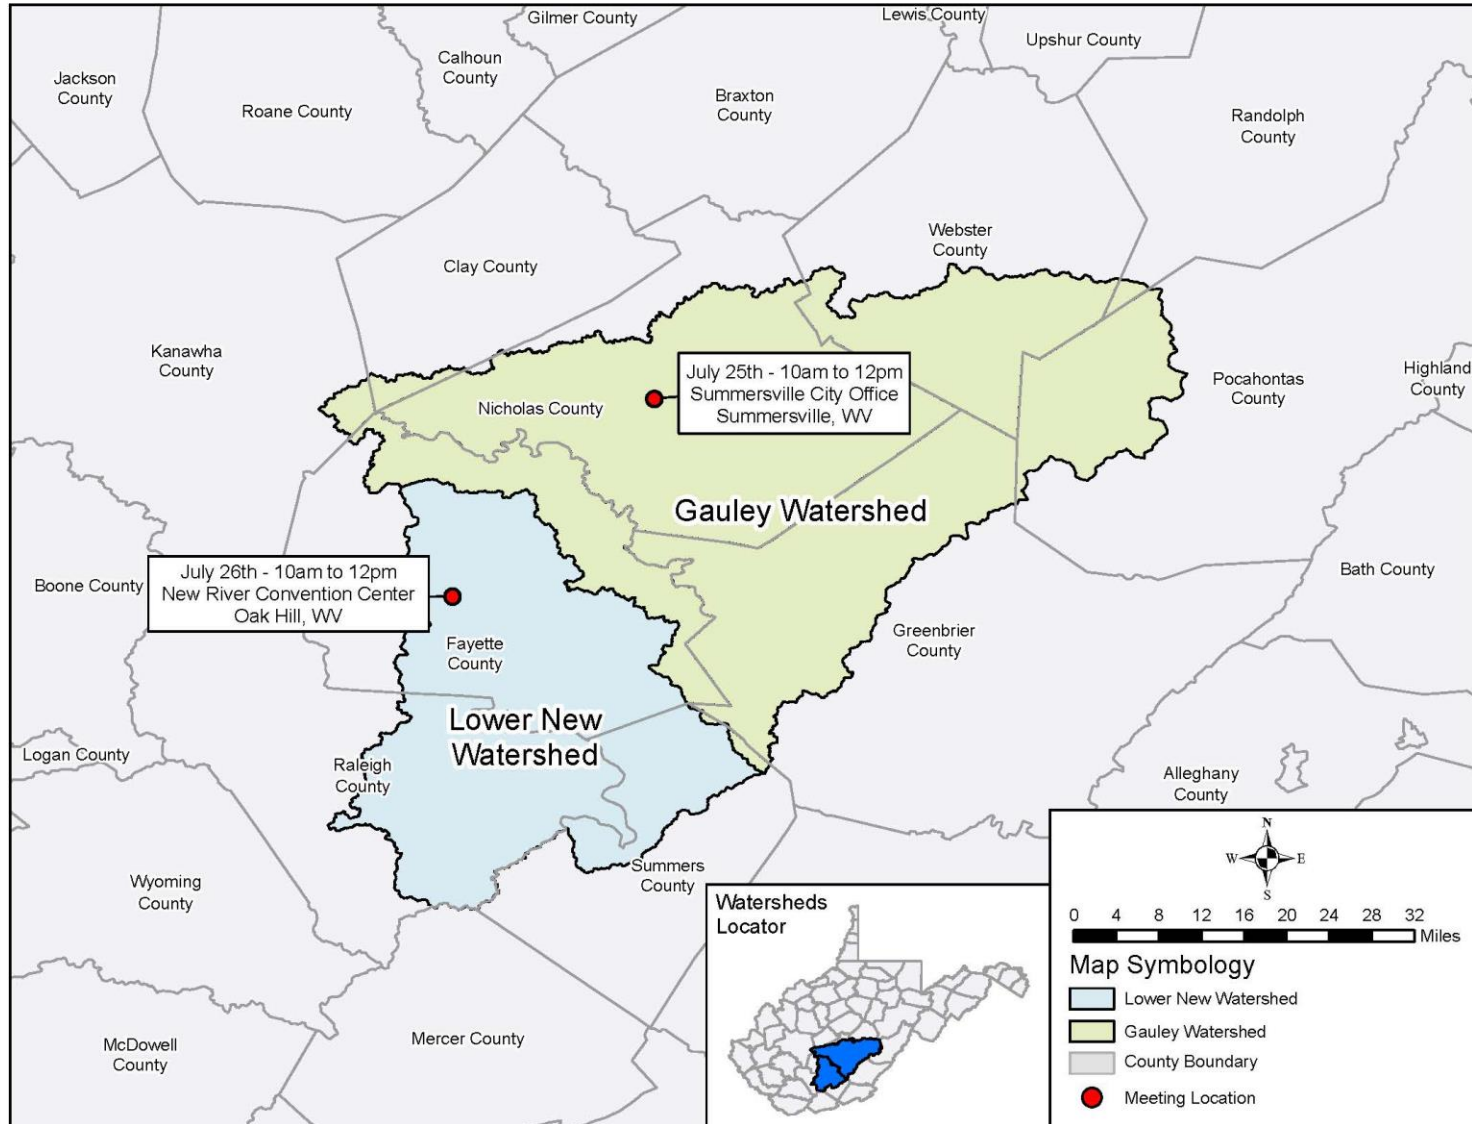 Gilmer County
Lewis County
Upshur County
Calhoun
County
Jackson
County
Roane County
Braxton
County
Randolph
County
Webster
County
Clay County
Kanawha
County
Pocahontas
County
Highland
County
Nicholas County
July 25th - 10am to 12pm
Summersville City Office
Summersville, WV
Gauley Watershed
Boone County
July 26th - 10am to 12pm
New River Convention Center
Oak Hill, WV
Bath County
Fayette
County
Greenbrier
County
Lower New
Watershed
Logan County
Raleigh
County
Alleghany
County
Summers
County
Wyoming
County
McDowell
County
Mercer County
Watersheds
Locator
N
W E
S
0 4 8 12 16 20 24 28 32
Miles
Map Symbology
Lower New Watershed
Gauley Watershed
County Boundary
Meeting Location